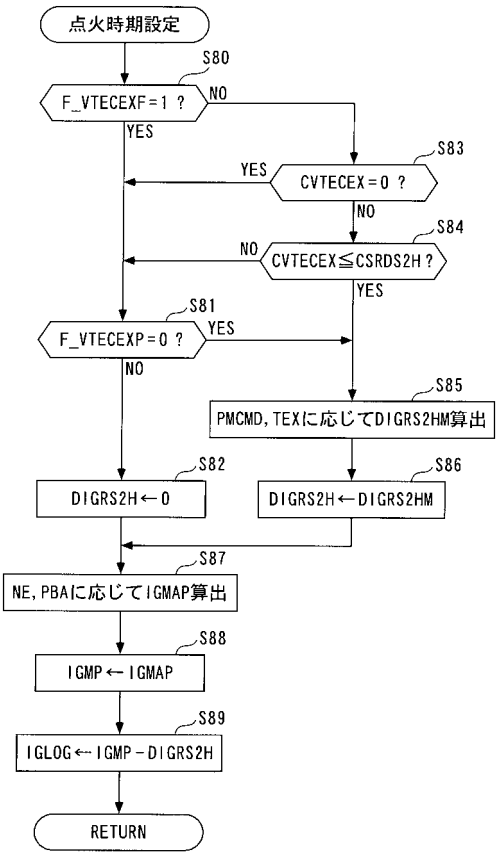 点火時期設定
S80
F_VTECEXF=1 ?
NO
YES
S83
CVTECEX=0 ?
YES
NO
S84
CVTECEX≦CSRDS2H?
NO
YES
S81
F_VTECEXP=0 ?
YES
NO
S85
PMCMD,TEXに応じてDIGRS2HM算出
S82
DIGRS2H←0
S86
DIGRS2H←DIGRS2HM
S87
NE,PBAに応じてIGMAP算出
S88
IGMP←IGMAP
S89
IGLOG←IGMP-DIGRS2H
RETURN